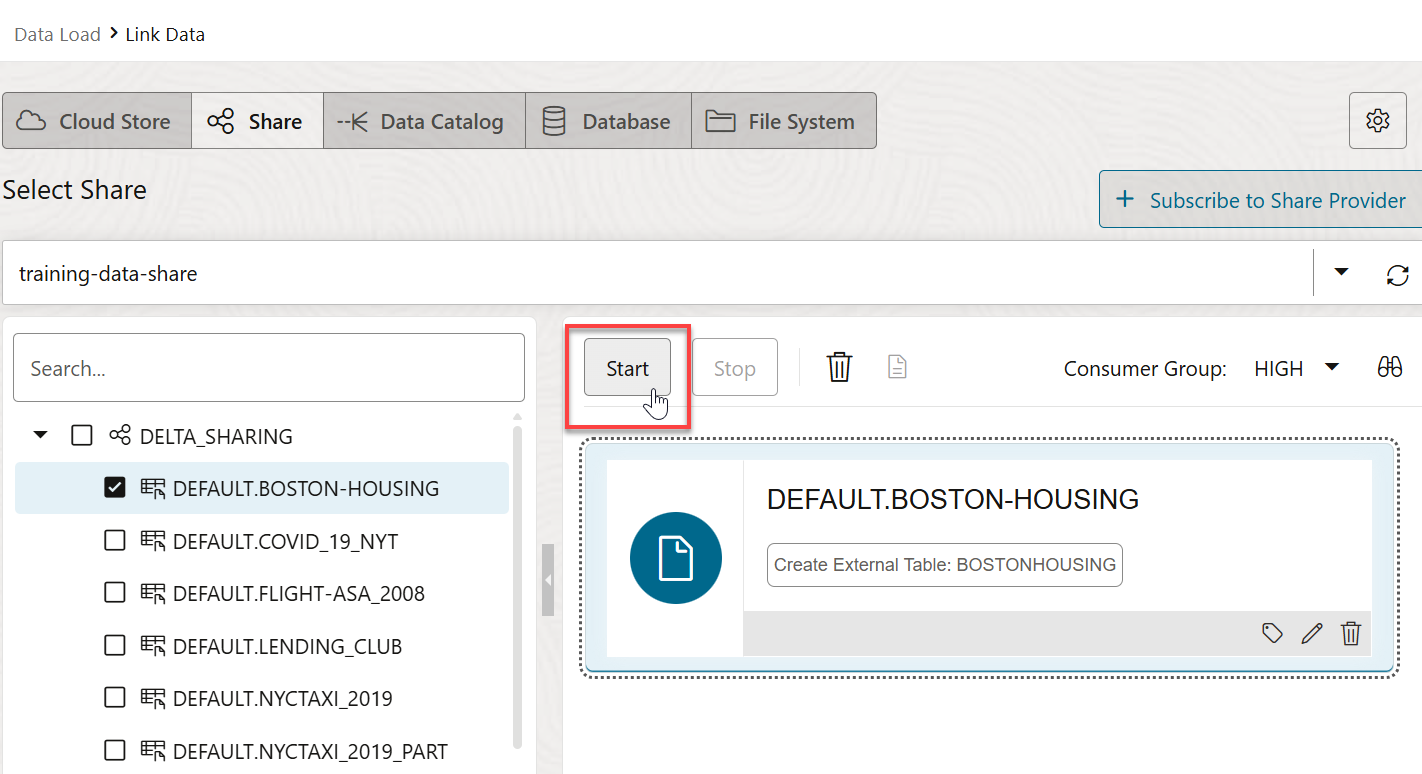 Data Load > Link Data
Cloud Store Share Data Catalog Database File System
Select Share
+ Subscribe to Share Provider
training-data-share
Search...
Start Stop Consumer Group: HIGH
DELTA_SHARING
DEFAULT.BOSTON-HOUSING
DEFAULT.COVID_19_NYT
DEFAULT.FLIGHT-ASA_2008
DEFAULT.LENDING_CLUB
DEFAULT.NYCTAXI_2019
DEFAULT.NYCTAXI_2019_PART
DEFAULT.BOSTON-HOUSING
Create External Table: BOSTONHOUSING